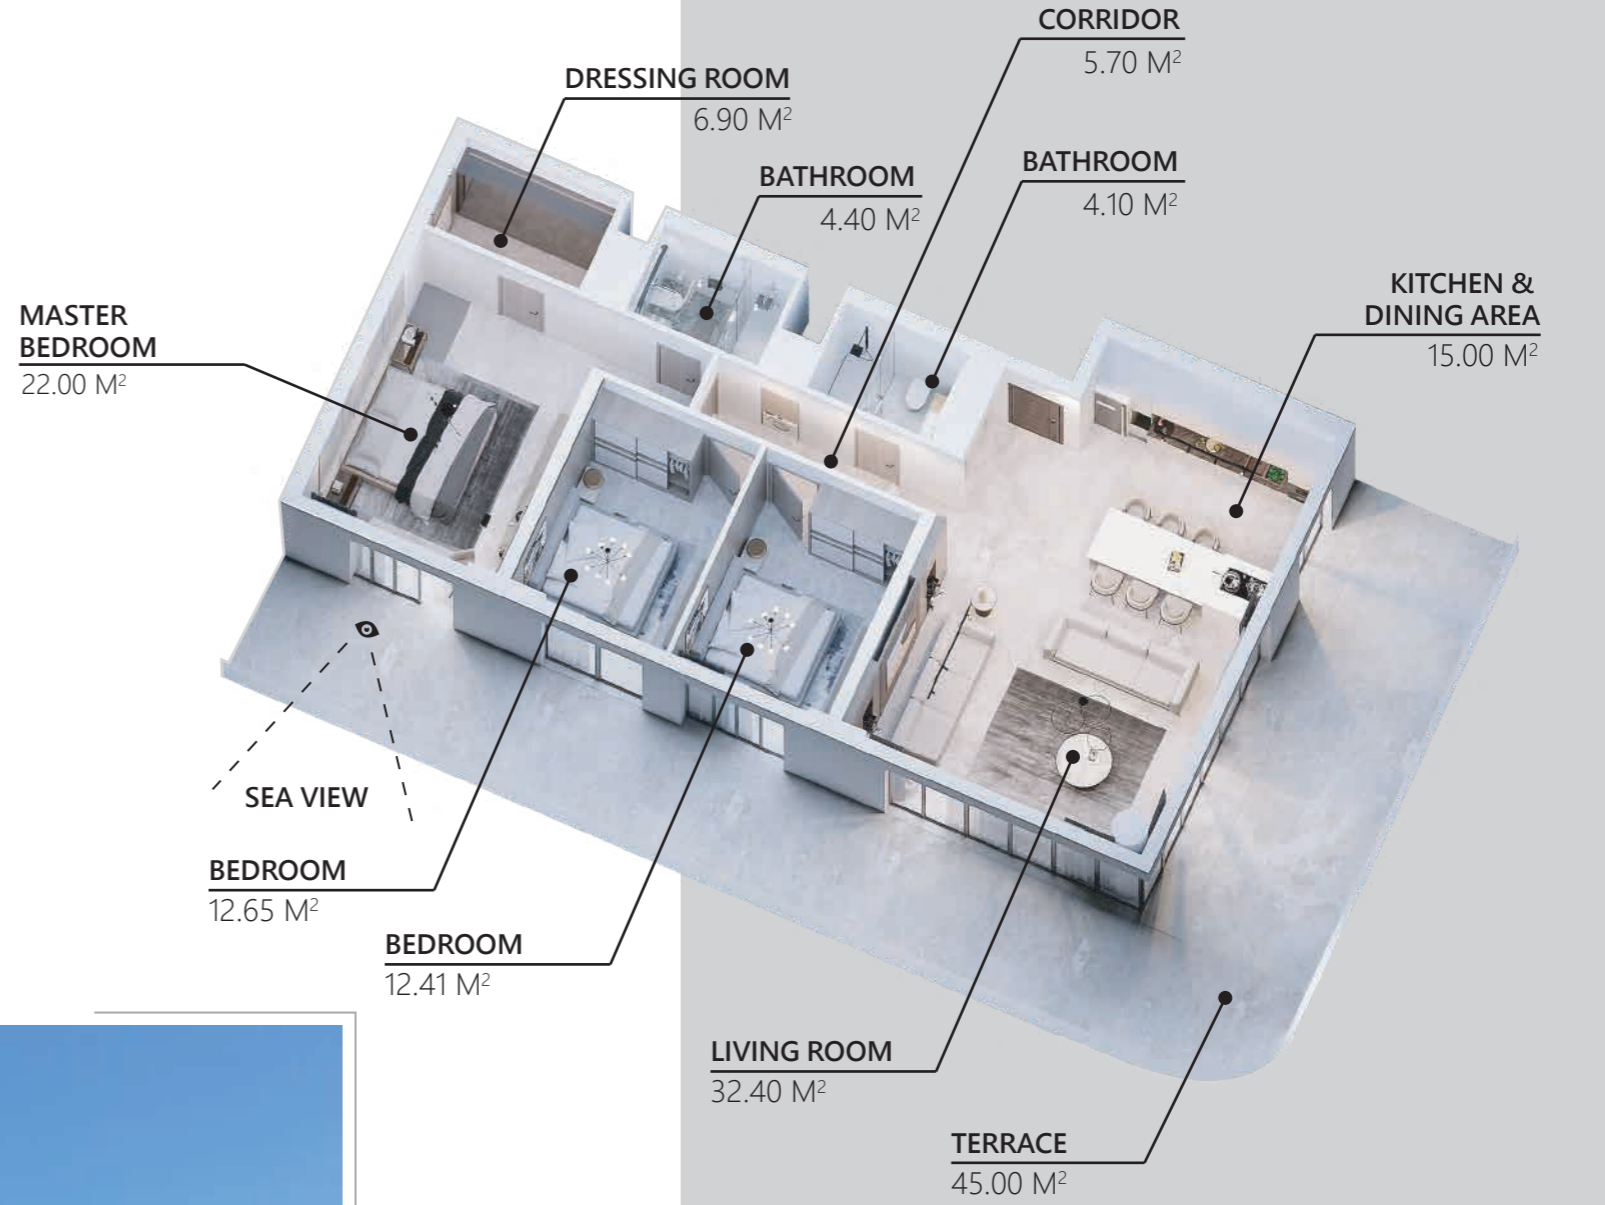 CORRIDOR
5.70 M²
DRESSING ROOM
6.90 M²
BATHROOM
4.40 M²
BATHROOM
4.10 M²
KITCHEN &
DINING AREA
15.00 M²
MASTER
BEDROOM
22.00 M²
SEA VIEW
BEDROOM
12.65 M²
BEDROOM
12.41 M²
LIVING ROOM
32.40 M²
TERRACE
45.00 M²